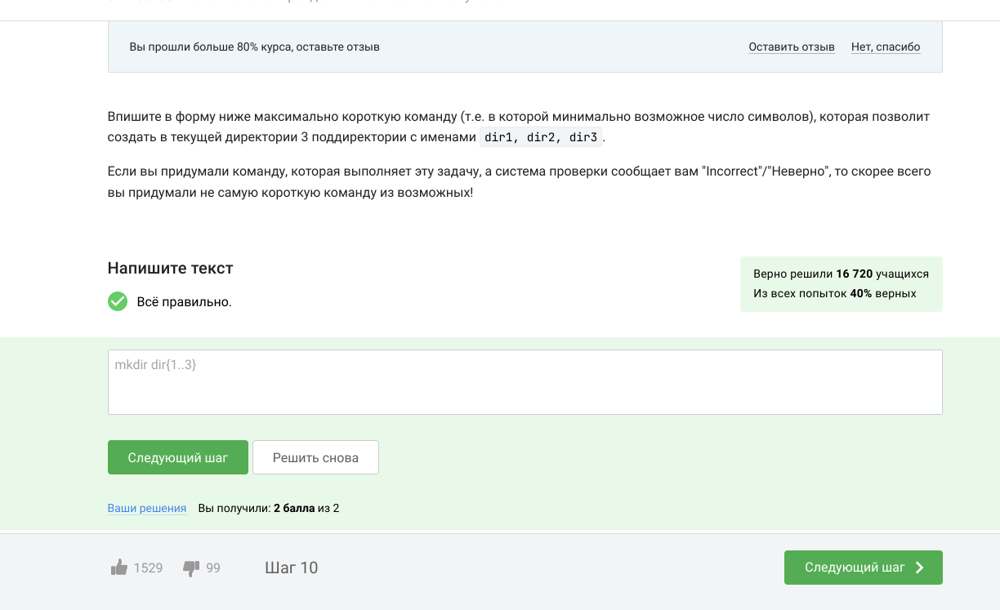 Вы прошли больше 80% курса, оставьте отзыв
Оставить отзыв
Нет, спасибо
Впишите в форму ниже максимально короткую команду (т.е. в которой минимально возможное число символов), которая позволит
создать в текущей директории 3 поддиректории с именами dir1, dir2, dir3.
Если вы придумали команду, которая выполняет эту задачу, а система проверки сообщает вам "Incorrect"/"Неверно", то скорее всего
вы придумали не самую короткую команду из возможных!
Напишите текст
Всё правильно.
Верно решили 16 720 учащихся
Из всех попыток 40% верных
mkdir dir{1..3}
Следующий шаг
Решить снова
Ваши решения
Вы получили: 2 балла из 2
1529
99
Шаг 10
Следующий шаг